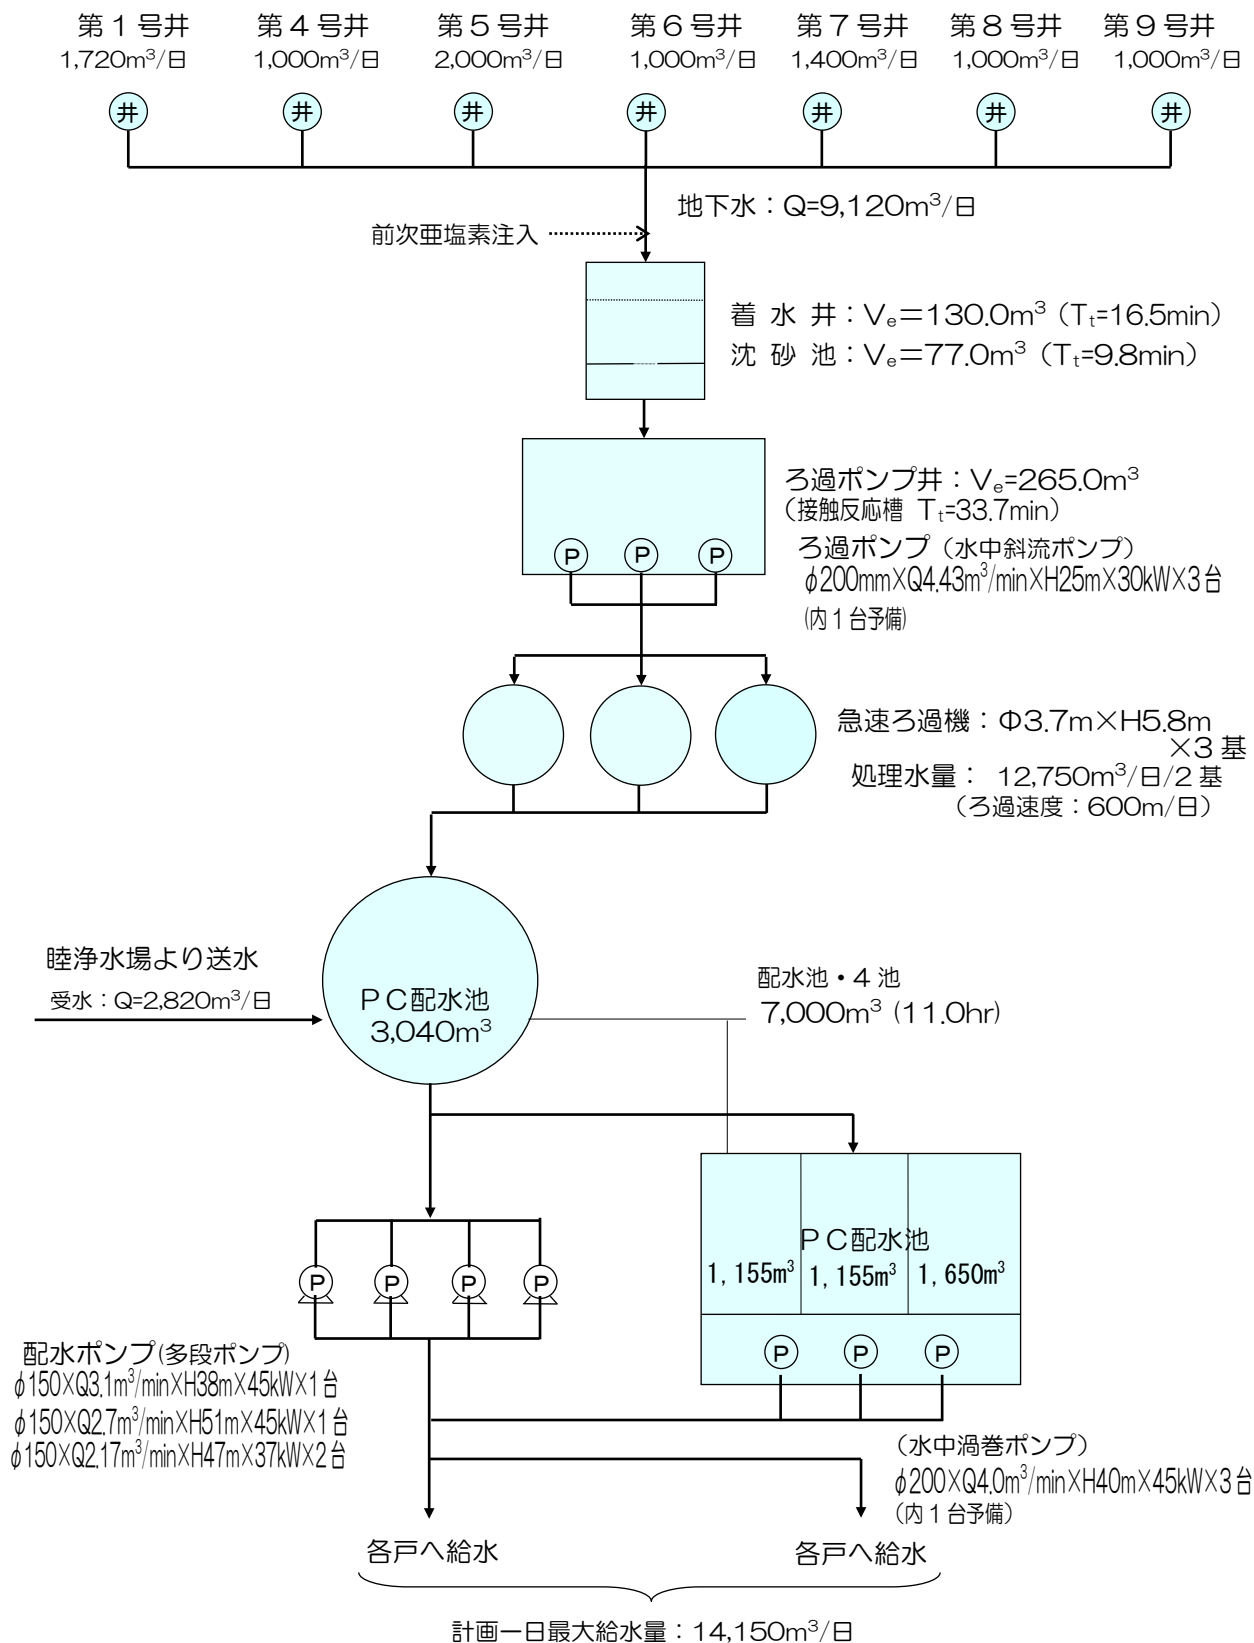 第１号井 第４号井 第５号井 第６号井 第７号井 第８号井 第９号井
1,720m³/日 1,000m³/日 2,000m³/日 1,000m³/日 1,400m³/日 1,000m³/日 1,000m³/日
井 井 井 井 井 井 井
地下水：Q=9,120m³/日
前次亜塩素注入
着 水 井：Vₑ＝130.0m³（Tₜ=16.5min）
沈 砂 池：Vₑ＝77.0m³（Tₜ=9.8min）
ろ過ポンプ井：Vₑ=265.0m³
（接触反応槽 Tₜ=33.7min）
P P P
ろ過ポンプ（水中斜流ポンプ）
φ200mm×Q4.43m³/min×H25m×30kW×3台
(内１台予備)
急速ろ過機：Φ3.7m×H5.8m
×3基
処理水量： 12,750m³/日/2基
（ろ過速度：600m/日）
睦浄水場より送水
受水：Q=2,820m³/日
ＰＣ配水池
3,040m³
配水池・4池
7,000m³ (11.0hr)
ＰＣ配水池
1,155m³ 1,155m³ 1,650m³
P P P P
P P P
配水ポンプ(多段ポンプ)
φ150×Q3.1m³/min×H38m×45kW×1台
φ150×Q2.7m³/min×H51m×45kW×1台
φ150×Q2.17m³/min×H47m×37kW×2台
（水中渦巻ポンプ）
φ200×Q4.0m³/min×H40m×45kW×3台
（内１台予備）
各戸へ給水 各戸へ給水
計画一日最大給水量：14,150m³/日